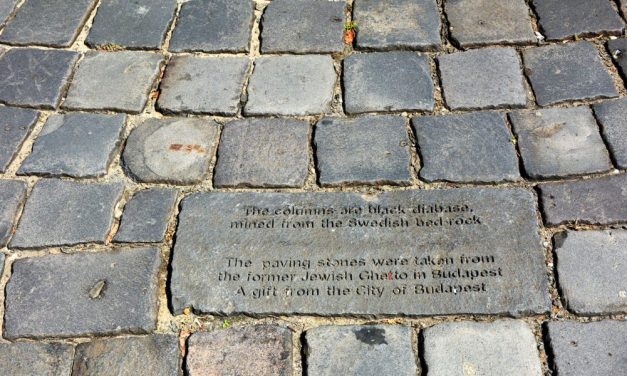 The columns are black diabase,
mined from the Swedish bed-rock
The paving stones were taken from
the former Jewish Ghetto in Budapest
A gift from the City of Budapest